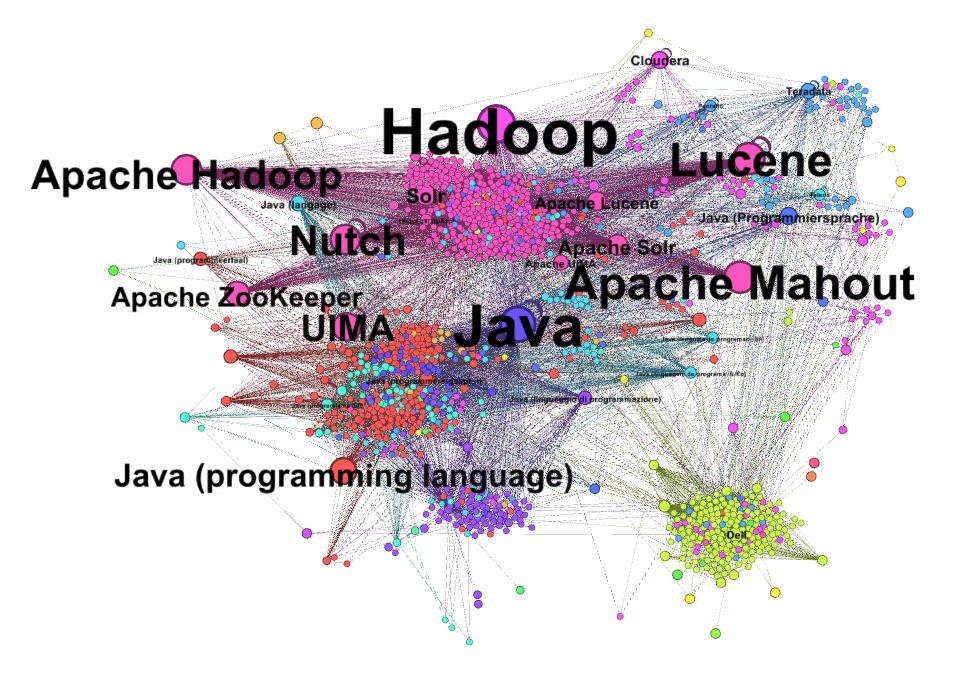 Cloudera
Teradata
Hadoop
Lucene
Apache Hadoop
Solr
Java (langage)
Apache Lucene
Java (Programmiersprache)
Nutch
Apache Solr
Java (programmeertaal)
Apache UIMA
Apache Mahout
Apache ZooKeeper
UIMA
Java
Java (linguaggio di programmazione)
Java (programming language)
Dell